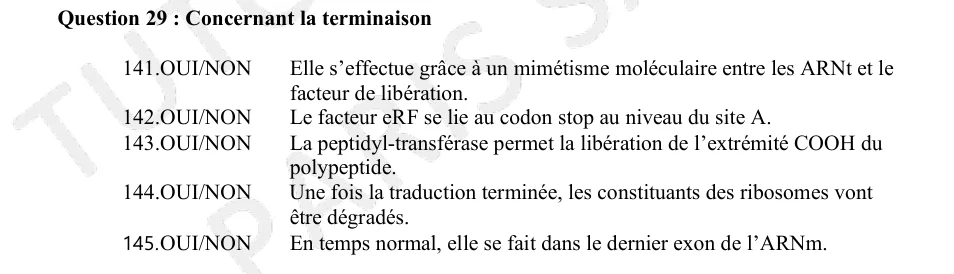 Question 29 : Concernant la terminaison
141.OUI/NON Elle s’effectue grâce à un mimétisme moléculaire entre les ARNt et le
facteur de libération.
142.OUI/NON Le facteur eRF se lie au codon stop au niveau du site A.
143.OUI/NON La peptidyl-transférase permet la libération de l’extrémité COOH du
polypeptide.
144.OUI/NON Une fois la traduction terminée, les constituants des ribosomes vont
être dégradés.
145.OUI/NON En temps normal, elle se fait dans le dernier exon de l’ARNm.